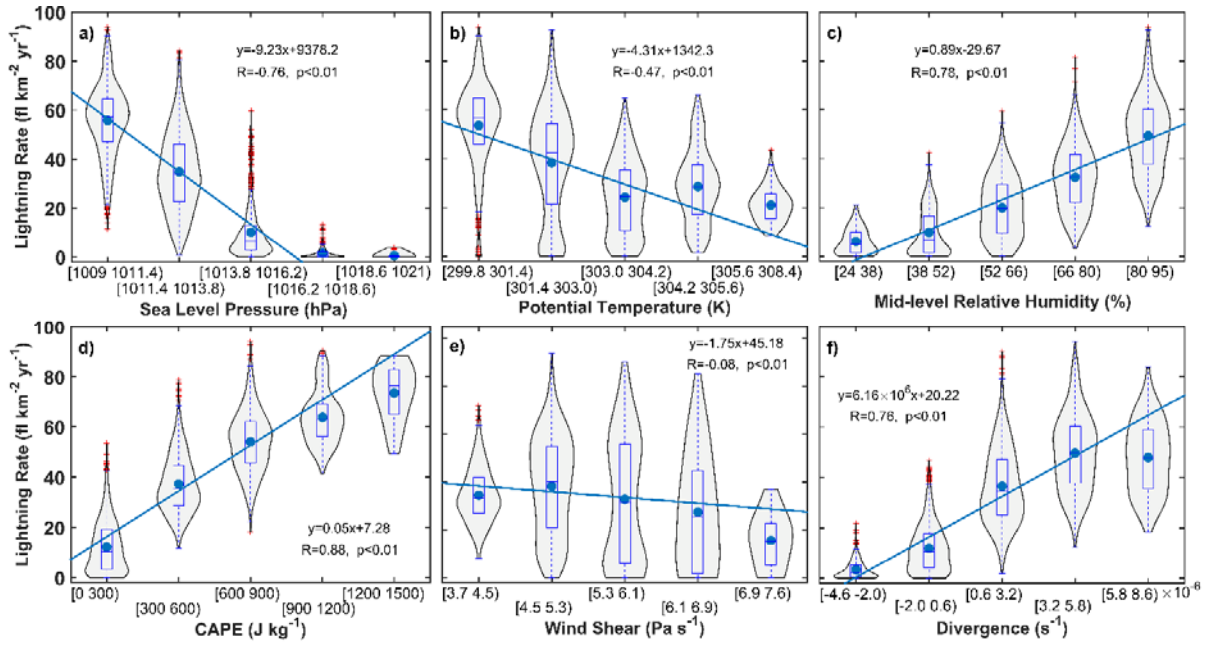 a)
y=-9.23x+9378.2
R=-0.76, p<0.01
100
80
60
40
20
0
Lightning Rate (fl km⁻² yr⁻¹)
[1009 1011.4)
[1011.4 1013.8)
[1013.8 1016.2)
[1016.2 1018.6)
[1018.6 1021)
Sea Level Pressure (hPa)
b)
y=-4.31x+1342.3
R=-0.47, p<0.01
[299.8 301.4)
[301.4 303.0)
[303.0 304.2)
[304.2 305.6)
[305.6 308.4)
Potential Temperature (K)
c)
y=0.89x-29.67
R=0.78, p<0.01
[24 38)
[38 52)
[52 66)
[66 80)
[80 95)
Mid-level Relative Humidity (%)
d)
y=0.05x+7.28
R=0.88, p<0.01
100
80
60
40
20
0
Lightning Rate (fl km⁻² yr⁻¹)
[0 300)
[300 600)
[600 900)
[900 1200)
[1200 1500)
CAPE (J kg⁻¹)
e)
y=-1.75x+45.18
R=-0.08, p<0.01
[3.7 4.5)
[4.5 5.3)
[5.3 6.1)
[6.1 6.9)
[6.9 7.6)
Wind Shear (Pa s⁻¹)
f)
y=6.16×10⁶x+20.22
R=0.76, p<0.01
[-4.6 -2.0)
[-2.0 0.6)
[0.6 3.2)
[3.2 5.8)
[5.8 8.6) ×10⁻⁶
Divergence (s⁻¹)